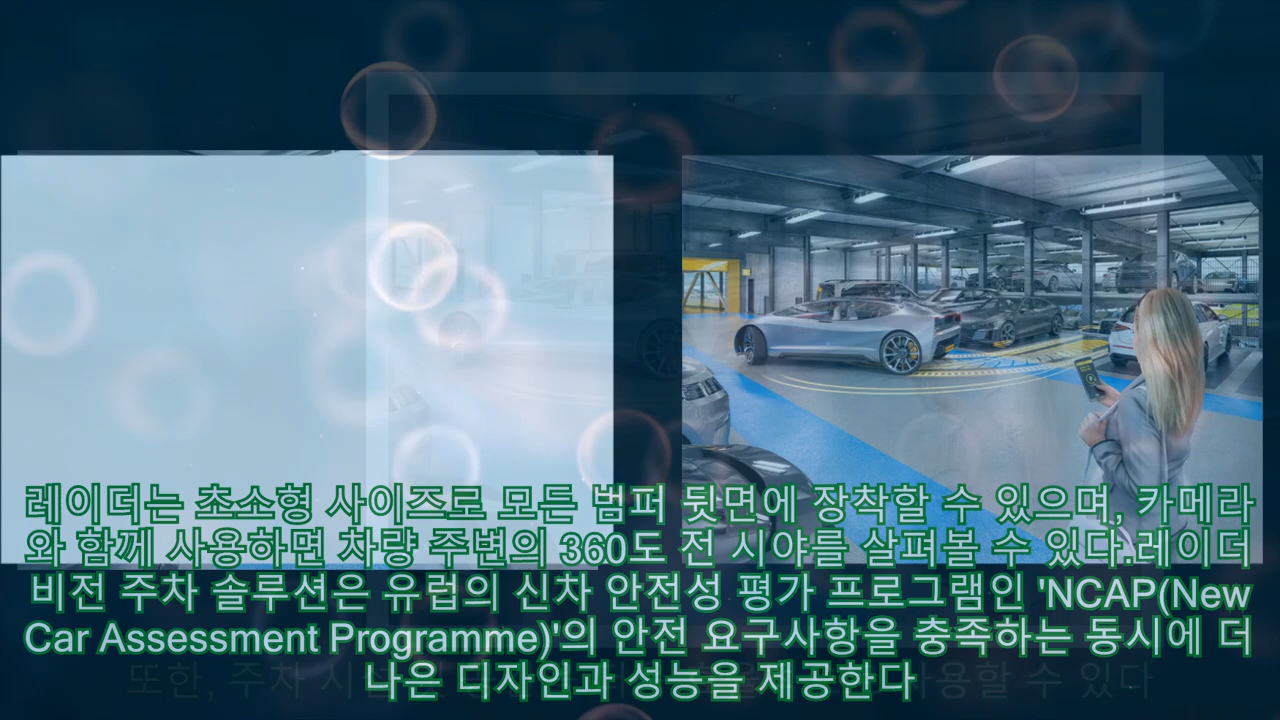 레이더는 초소형 사이즈로 모든 범퍼 뒷면에 장착할 수 있으며, 카메라
와 함께 사용하면 차량 주변의 360도 전 시야를 살펴볼 수 있다.레이더
비전 주차 솔루션은 유럽의 신차 안전성 평가 프로그램인 'NCAP(New
Car Assessment Programme)'의 안전 요구사항을 충족하는 동시에 더
나은 디자인과 성능을 제공한다
또한, 주차 시 사용할 수 있다